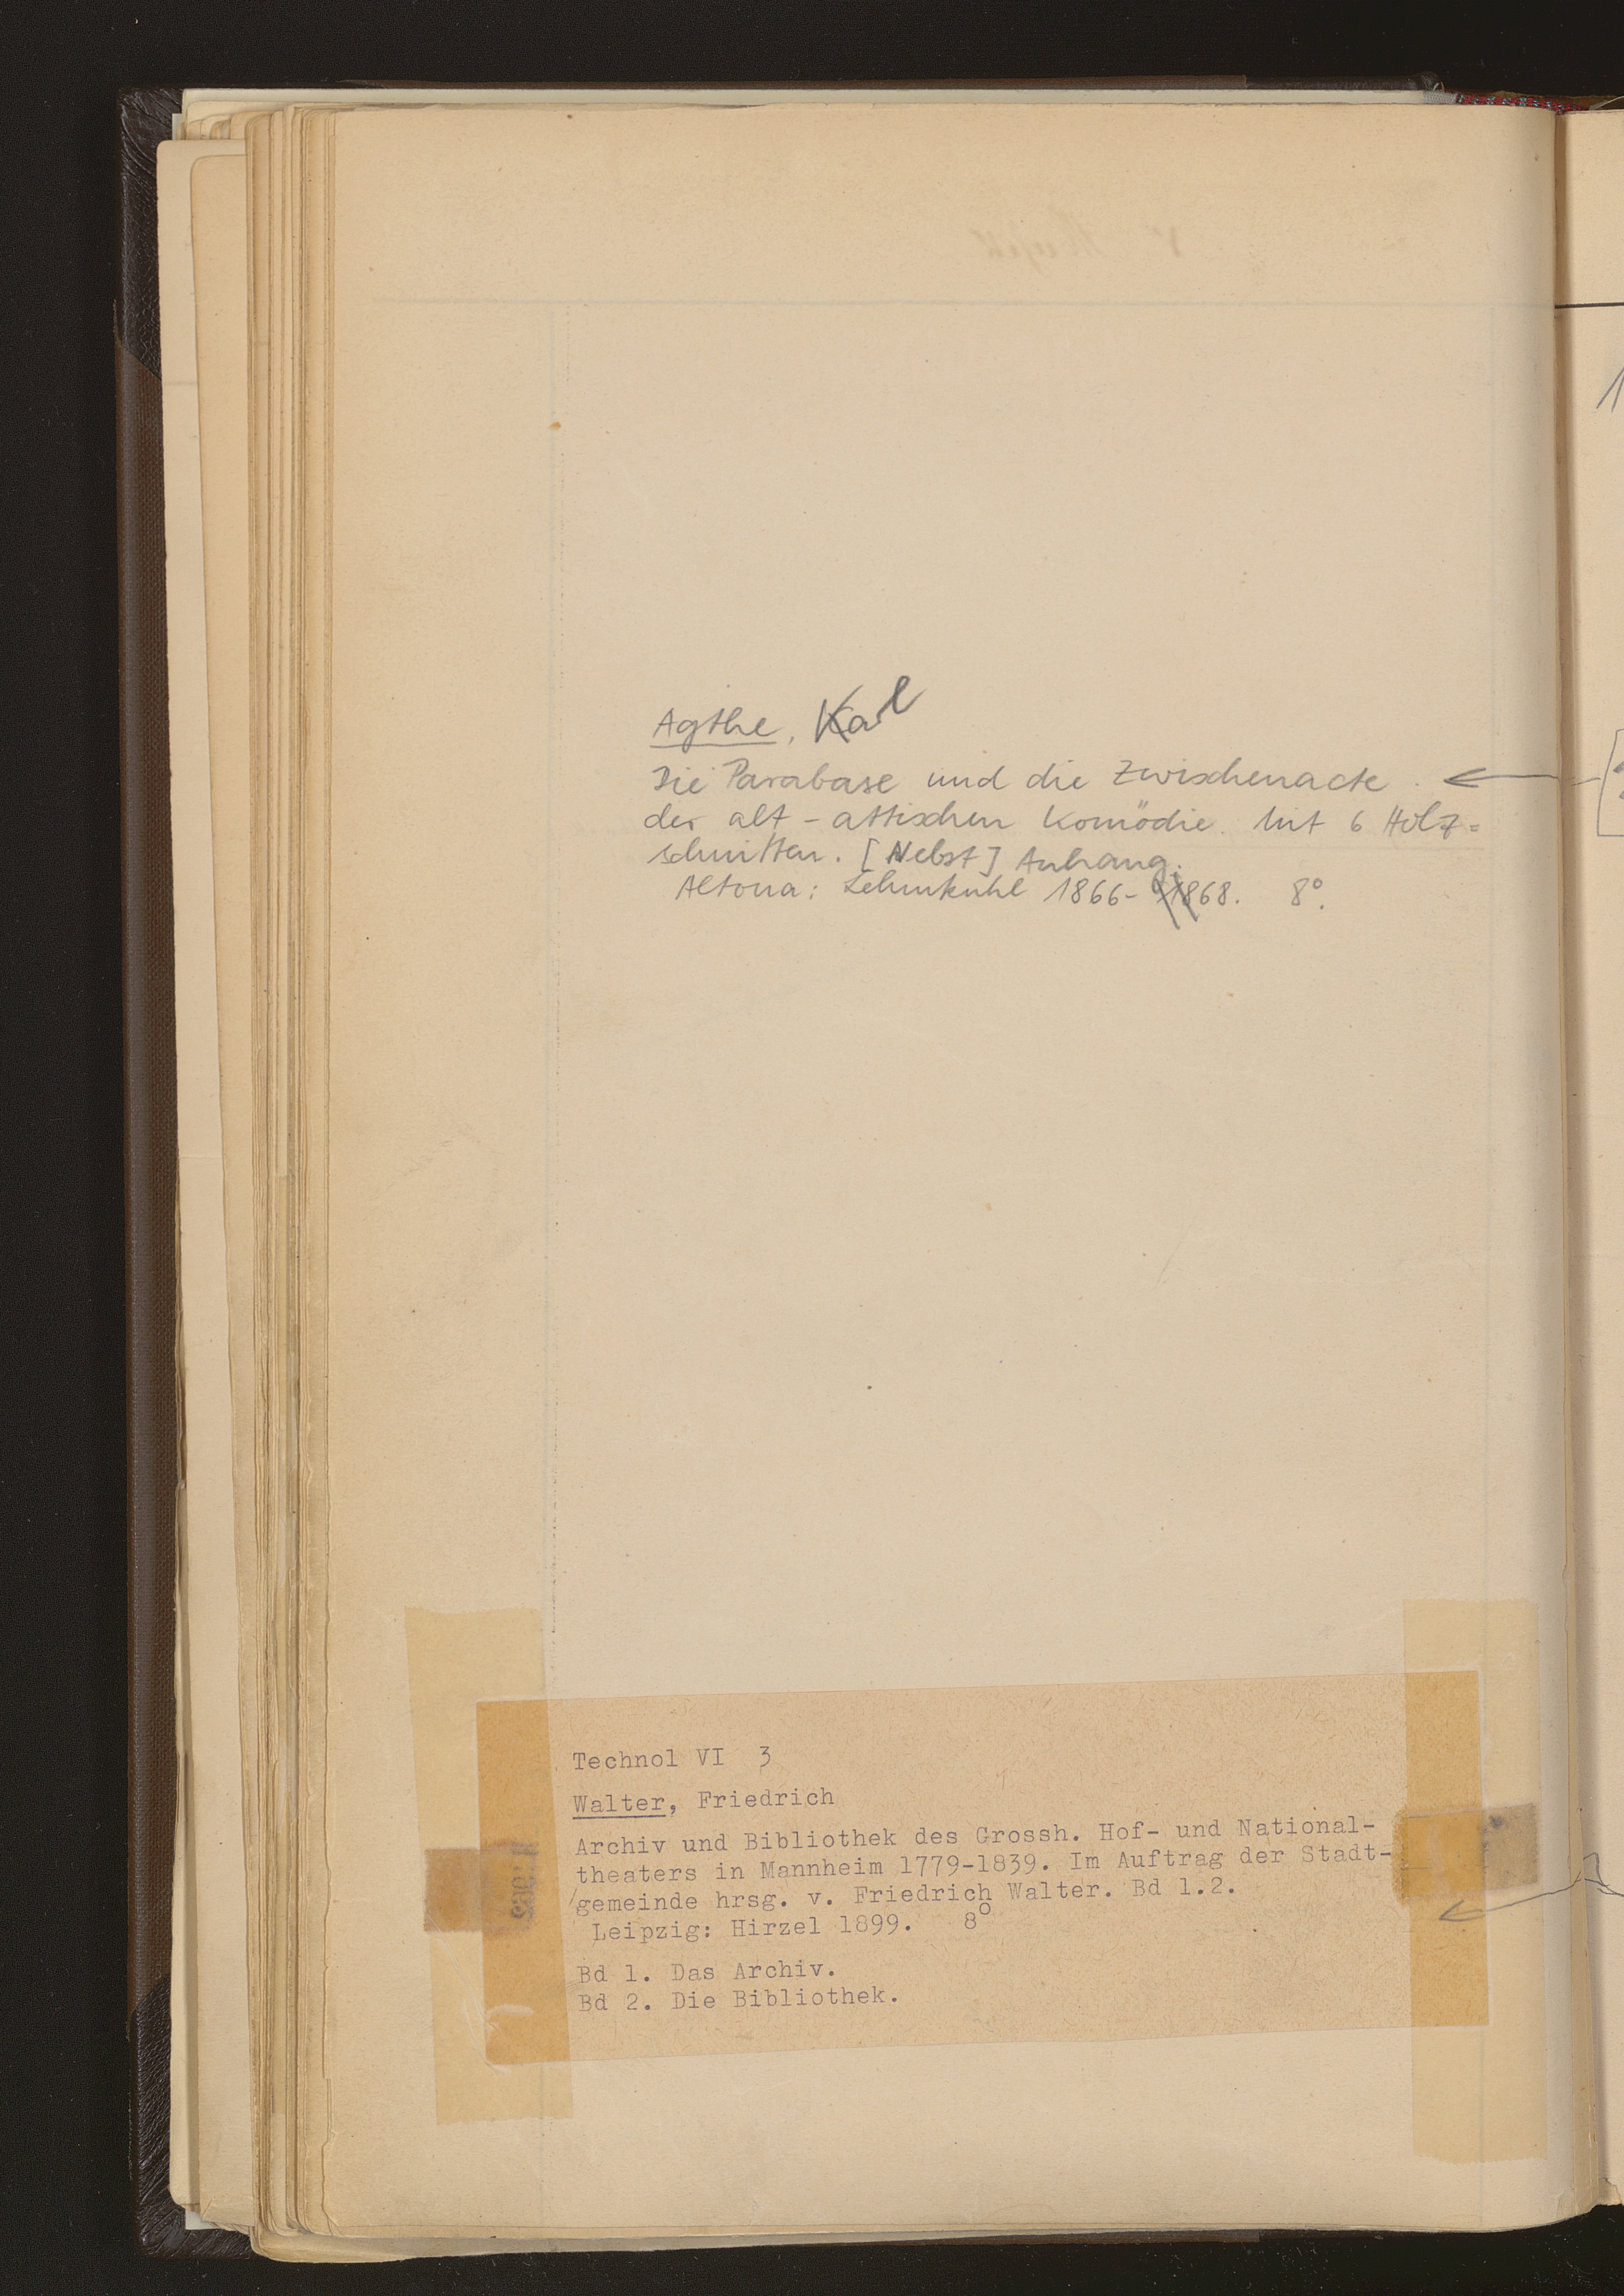 Agthe, Karl
Die Parabase und die Zwischenacte
der alt-attischen Komödie. Mit 6 Holz=
schnitten. [Nebst] Anhang.
Altona: Lehmkuhl 1866-1868. 8°.
Technol VI 3
Walter, Friedrich
Archiv und Bibliothek des Grossh. Hof- und National-
theaters in Mannheim 1779-1839. Im Auftrag der Stadt-
gemeinde hrsg. v. Friedrich Walter. Bd 1.2.
Leipzig: Hirzel 1899. 8°
Bd 1. Das Archiv.
Bd 2. Die Bibliothek.